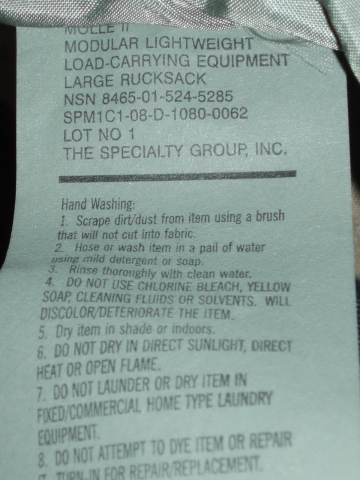 MOLLE II
MODULAR LIGHTWEIGHT
LOAD-CARRYING EQUIPMENT
LARGE RUCKSACK
NSN 8465-01-524-5285
SPM1C1-08-D-1080-0062
LOT NO 1
THE SPECIALTY GROUP, INC.
Hand Washing:
1. Scrape dirt/dust from item using a brush
that will not cut into fabric.
2. Hose or wash item in a pail of water
using mild detergent or soap.
3. Rinse thoroughly with clean water.
4. DO NOT USE CHLORINE BLEACH, YELLOW
SOAP, CLEANING FLUIDS OR SOLVENTS. WILL
DISCOLOR/DETERIORATE THE ITEM.
5. Dry item in shade or indoors.
6. DO NOT DRY IN DIRECT SUNLIGHT, DIRECT
HEAT OR OPEN FLAME.
7. DO NOT LAUNDER OR DRY ITEM IN
FIXED/COMMERCIAL HOME TYPE LAUNDRY
EQUIPMENT.
8. DO NOT ATTEMPT TO DYE ITEM OR REPAIR
IT. TURN-IN FOR REPAIR/REPLACEMENT.